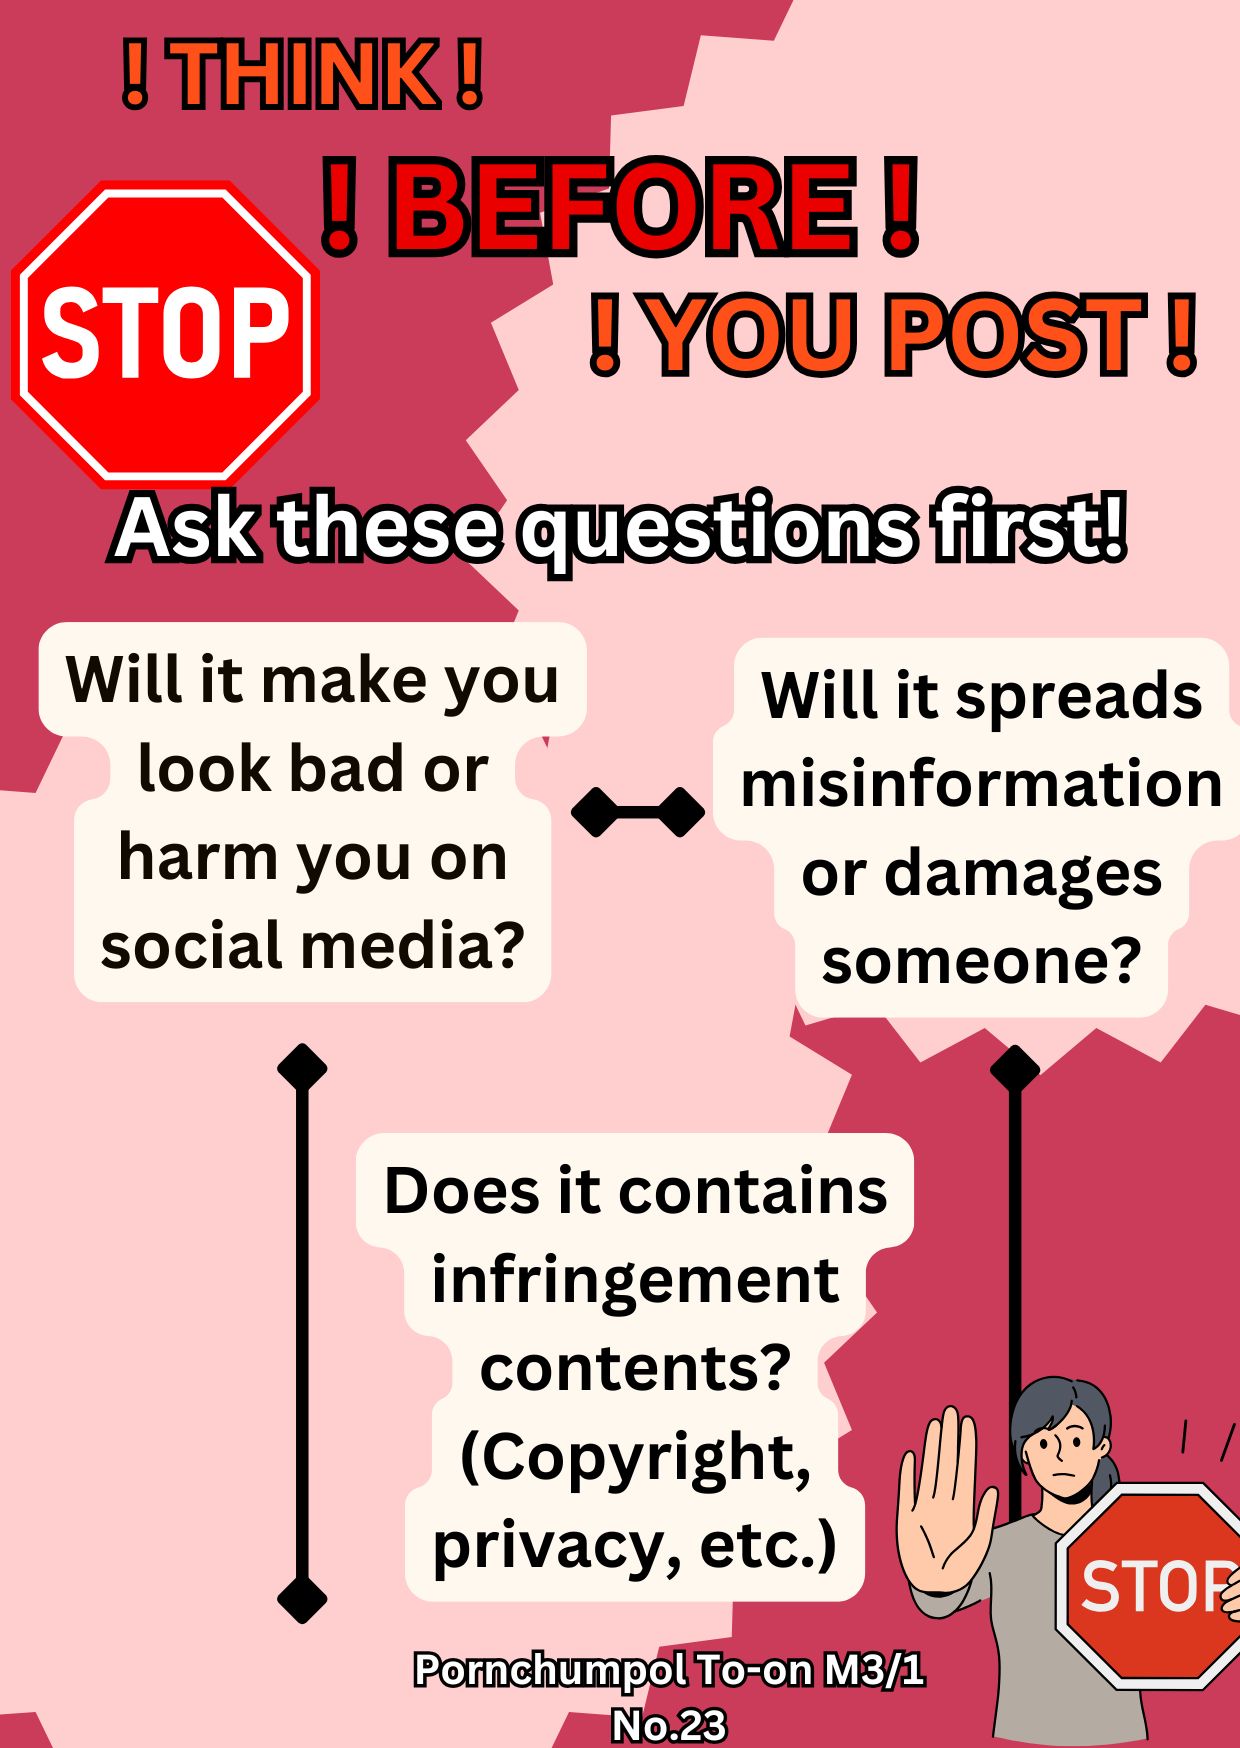 ! THINK !
! BEFORE !
STOP
! YOU POST !
Ask these questions first!
Will it make you
look bad or
harm you on
social media?
Will it spreads
misinformation
or damages
someone?
Does it contains
infringement
contents?
(Copyright,
privacy, etc.)
STOP
Pornchumpol To-on M3/1
No.23